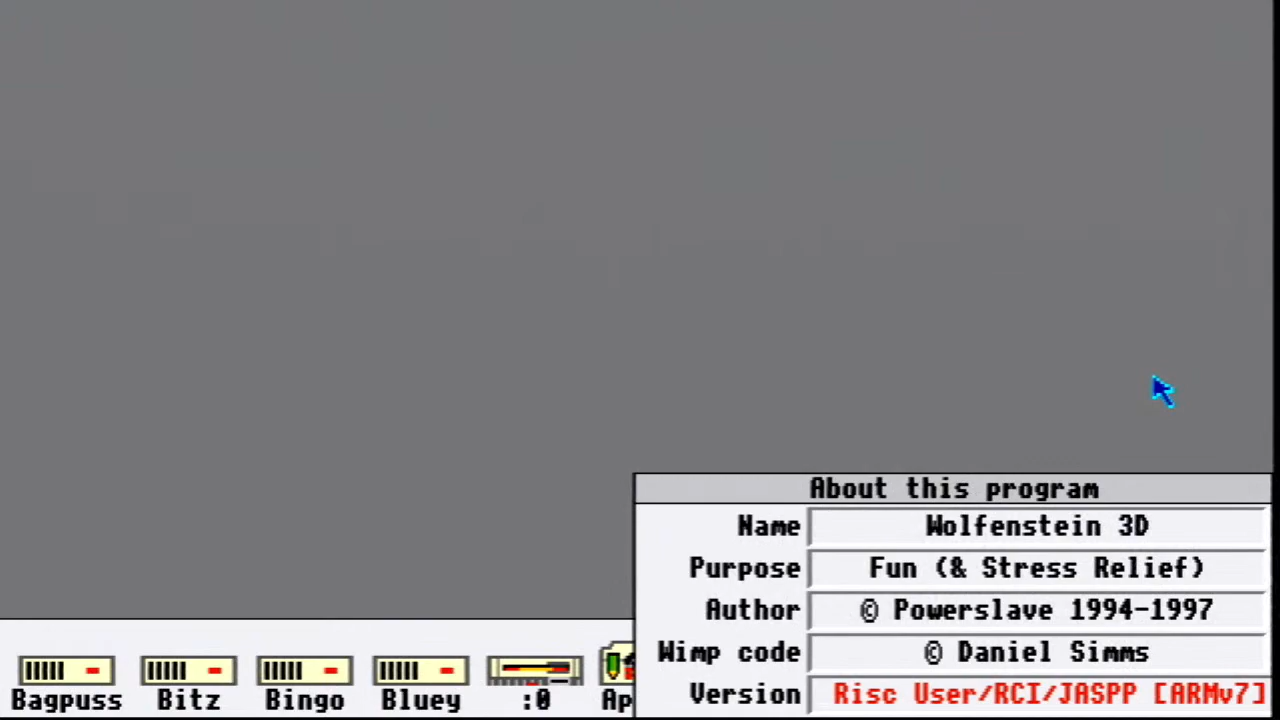 About this program
Name Wolfenstein 3D
Purpose Fun (& Stress Relief)
Author © Powerslave 1994-1997
Wimp code © Daniel Simms
Version Risc User/RCI/JASPP [ARMv7]
Bagpuss Bitz Bingo Bluey :0 Ap